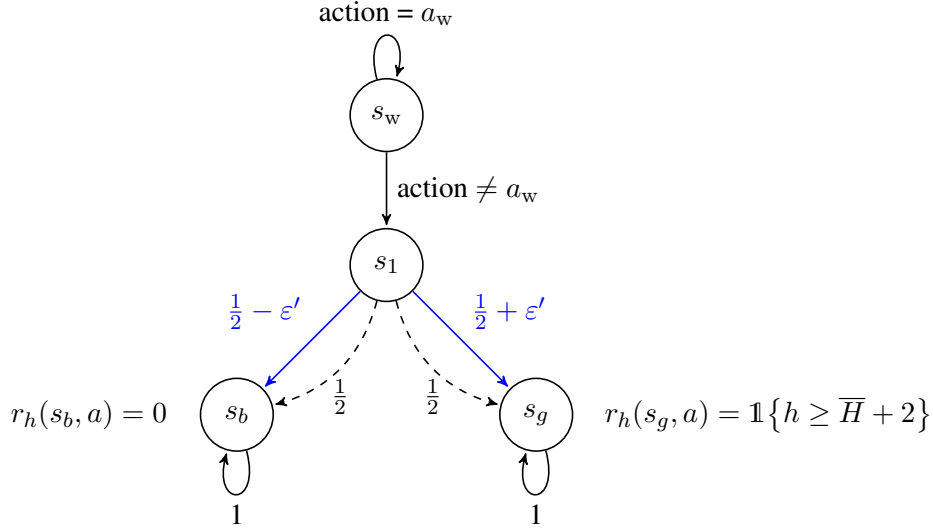 action = a_w
s_w
action ≠ a_w
s_1
1/2 − ε′
1/2 + ε′
1/2
1/2
r_h(s_b, a) = 0
s_b
s_g
r_h(s_g, a) = 𝟙{h ≥ H̅ + 2}
1
1